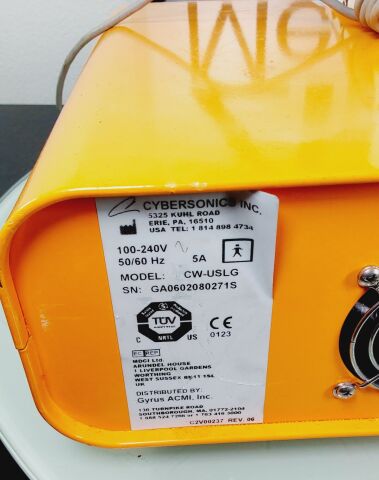 CYBERSONICS INC.
5325 KUHL ROAD
ERIE, PA, 16510
USA TEL: 1 814 898 4734
100-240V ~
50/60 Hz 5A
MODEL: CW-USLG
SN: GA0602080271S
TÜV
C NRTL US
CE
0123
EC REP
MDCI Ltd.
ARUNDEL HOUSE
1 LIVERPOOL GARDENS
WORTHING
WEST SUSSEX BN11 1SL
UK
DISTRIBUTED BY:
Gyrus ACMI, Inc.
136 TURNPIKE ROAD
SOUTHBOROUGH, MA, 01772-2104
C2V00237 REV. 06